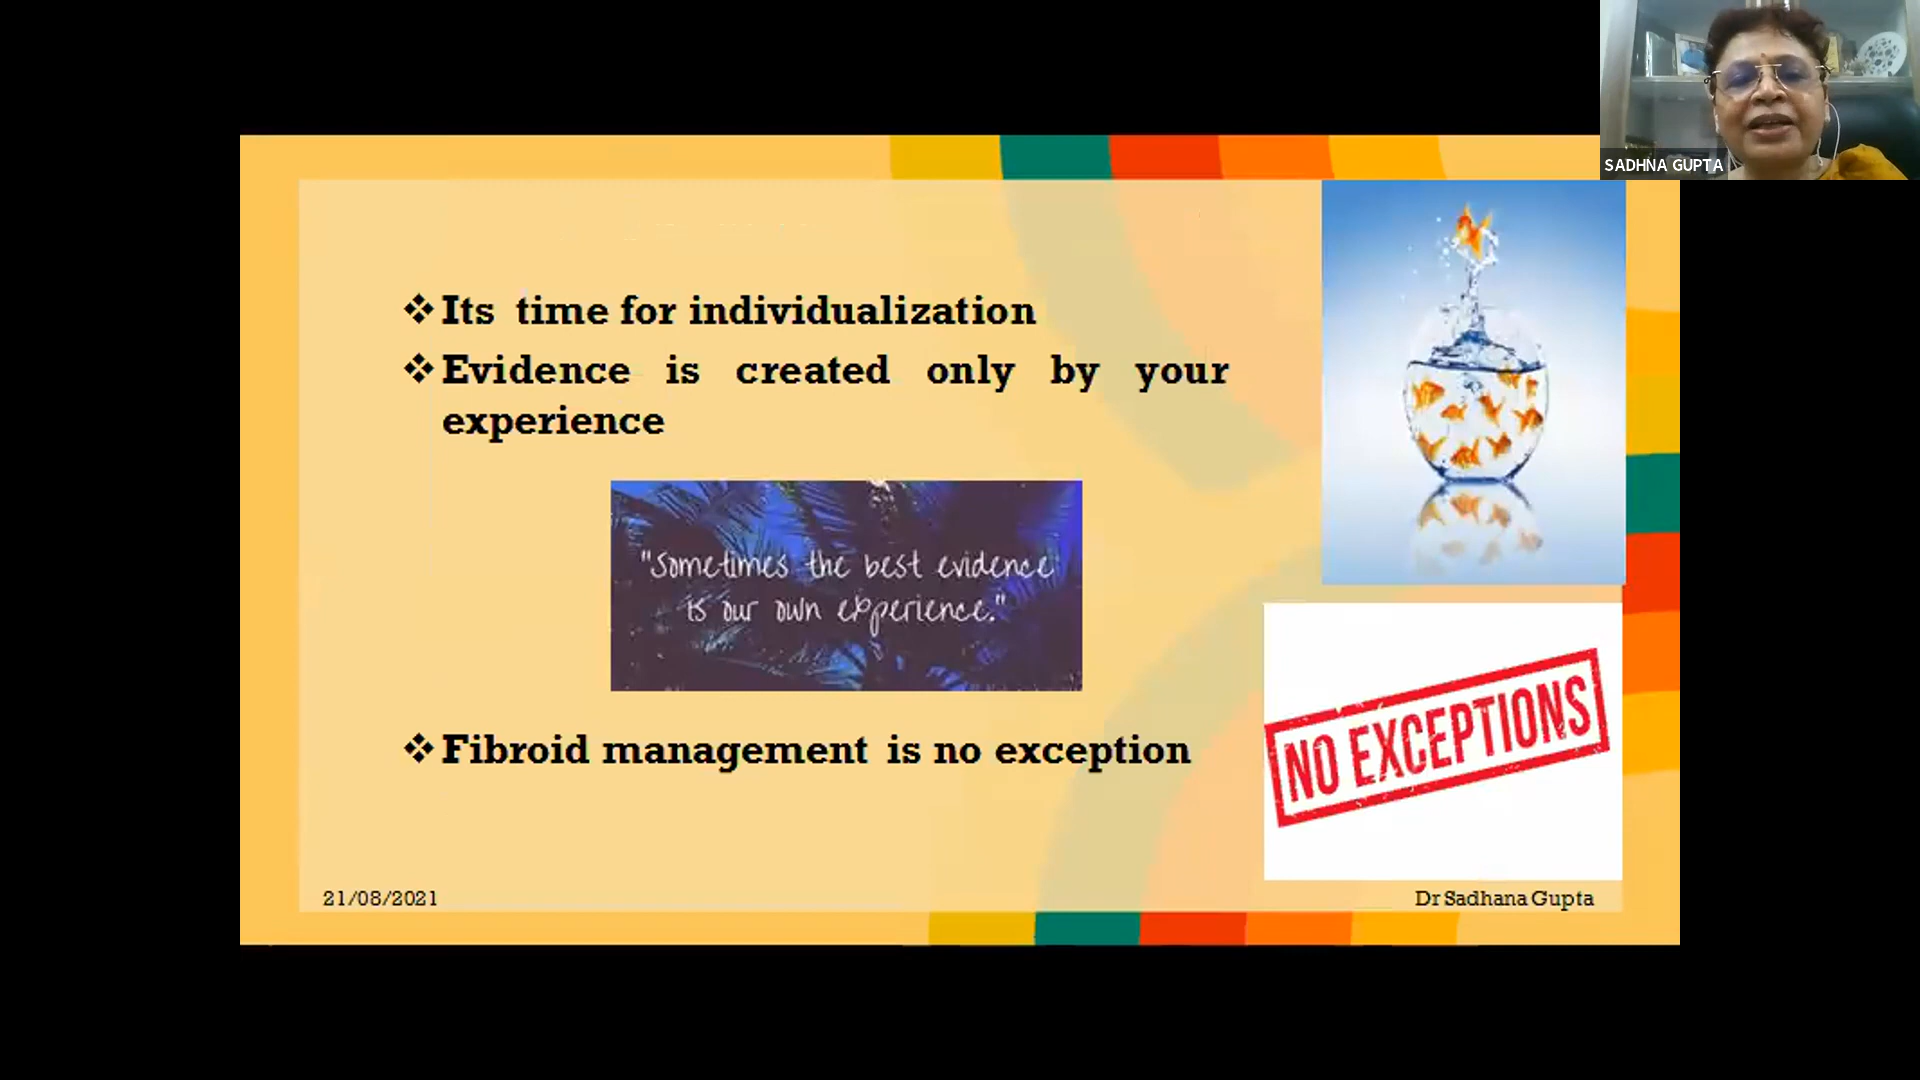 SADHNA GUPTA
Its time for individualization
Evidence is created only by your
experience
"Sometimes the best evidence
is our own experience."
Fibroid management is no exception
NO EXCEPTIONS
21/08/2021
Dr Sadhana Gupta